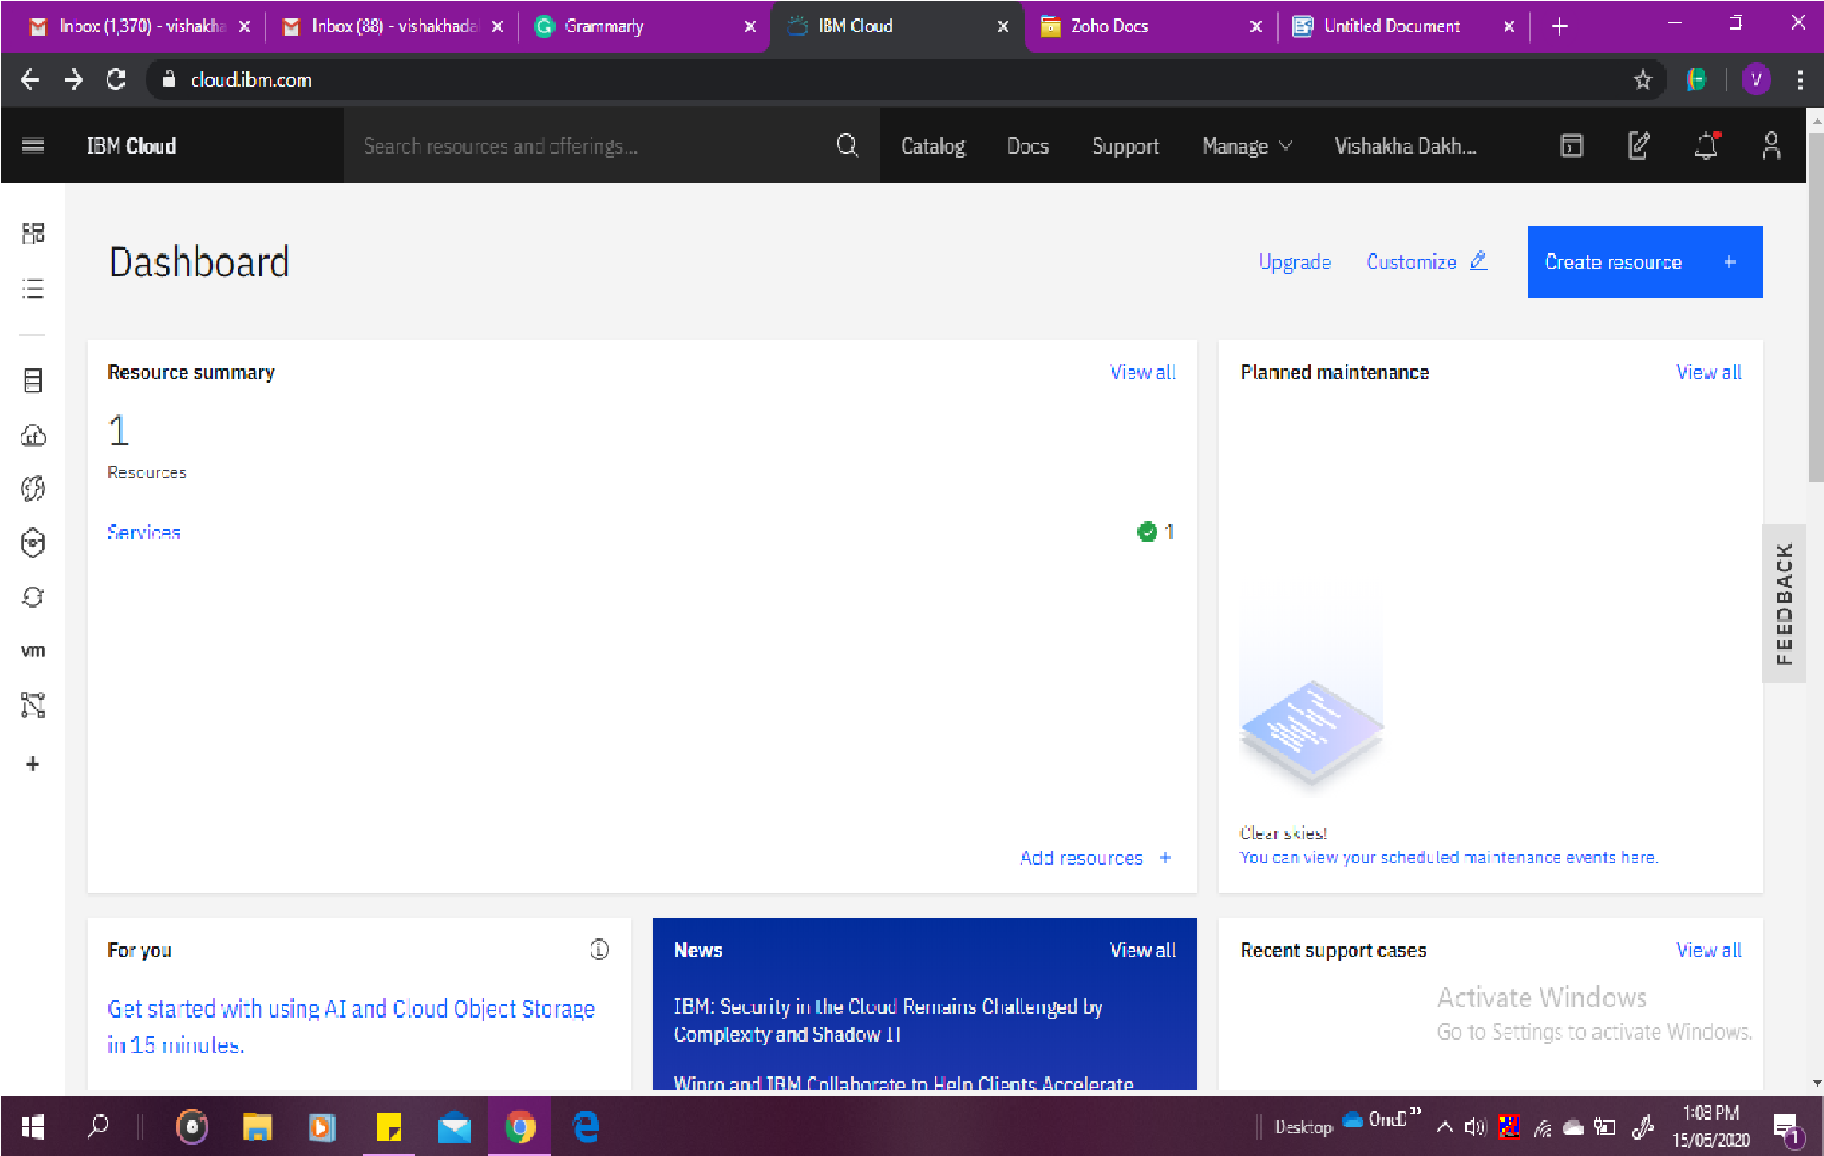 Inbox (1,370) - vishakha
Inbox (88) - vishakhadal
Grammarly
IBM Cloud
Zoho Docs
Untitled Document
cloud.ibm.com
V
IBM Cloud
Search resources and offerings...
Catalog
Docs
Support
Manage
Vishakha Dakh...
Dashboard
Upgrade
Customize
Create resource +
Resource summary
View all
1
Resources
Services
1
Add resources +
Planned maintenance
View all
Clear skies!
You can view your scheduled maintenance events here.
FEEDBACK
cf
vm
For you
Get started with using AI and Cloud Object Storage
in 15 minutes.
News
View all
IBM: Security in the Cloud Remains Challenged by
Complexity and Shadow IT
Wipro and IBM Collaborate to Help Clients Accelerate
Recent support cases
View all
Activate Windows
Go to Settings to activate Windows.
Desktop
OneD
1:03 PM
15/06/2020
1